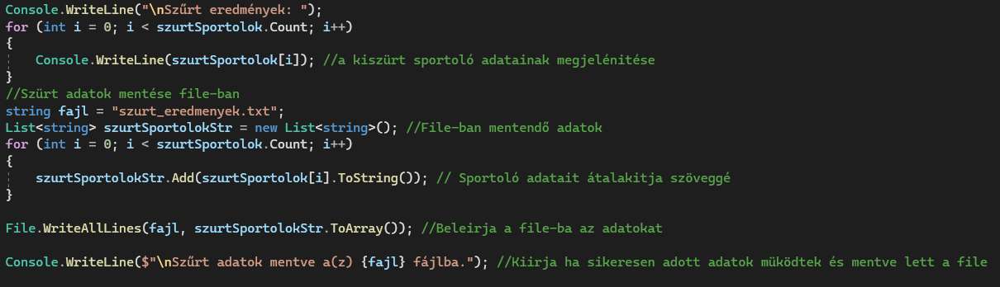 Console.WriteLine("\nSzűrt eredmények: ");
for (int i = 0; i < szurtSportolok.Count; i++)
{
    Console.WriteLine(szurtSportolok[i]); //a kiszürt sportoló adatainak megjelénitése
}
//Szürt adatok mentése file-ban
string fajl = "szurt_eredmenyek.txt";
List<string> szurtSportolokStr = new List<string>(); //File-ban mentendő adatok
for (int i = 0; i < szurtSportolok.Count; i++)
{
    szurtSportolokStr.Add(szurtSportolok[i].ToString()); // Sportoló adatait átalakitja szöveggé
}
File.WriteAllLines(fajl, szurtSportolokStr.ToArray()); //Beleirja a file-ba az adatokat
Console.WriteLine($"\nSzűrt adatok mentve a(z) {fajl} fájlba."); //Kiirja ha sikeresen adott adatok müködtek és mentve lett a file